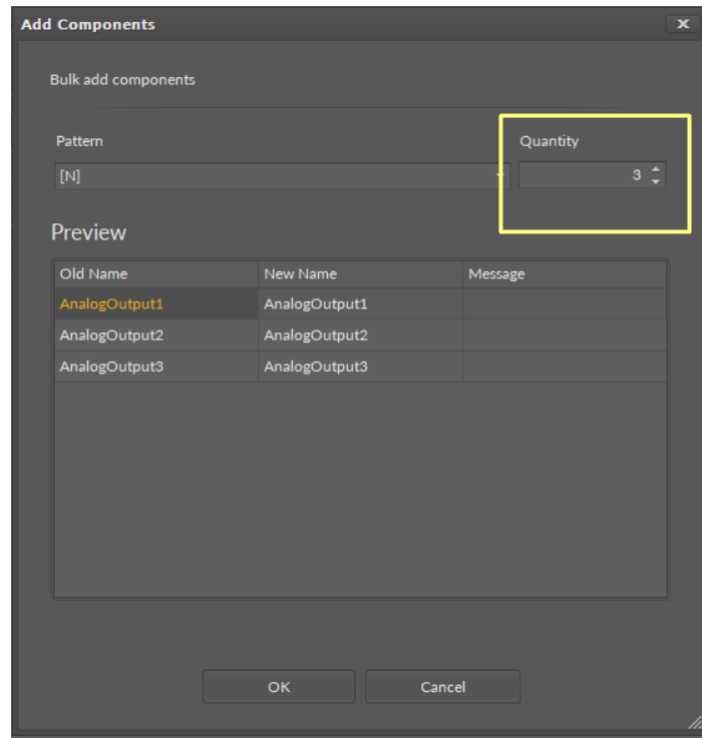 Add Components
Bulk add components
Pattern Quantity
[N] 3
Preview
Old Name New Name Message
AnalogOutput1 AnalogOutput1
AnalogOutput2 AnalogOutput2
AnalogOutput3 AnalogOutput3
OK Cancel